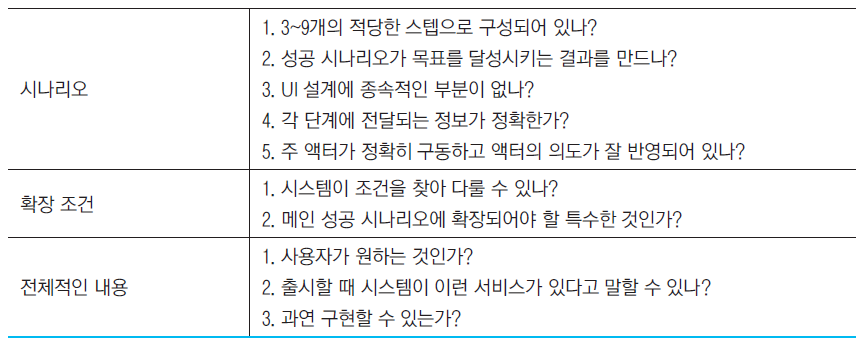 시나리오
1. 3~9개의 적당한 스텝으로 구성되어 있나?
2. 성공 시나리오가 목표를 달성시키는 결과를 만드나?
3. UI 설계에 종속적인 부분이 없나?
4. 각 단계에 전달되는 정보가 정확한가?
5. 주 액터가 정확히 구동하고 액터의 의도가 잘 반영되어 있나?
확장 조건
1. 시스템이 조건을 찾아 다룰 수 있나?
2. 메인 성공 시나리오에 확장되어야 할 특수한 것인가?
전체적인 내용
1. 사용자가 원하는 것인가?
2. 출시할 때 시스템이 이런 서비스가 있다고 말할 수 있나?
3. 과연 구현할 수 있는가?